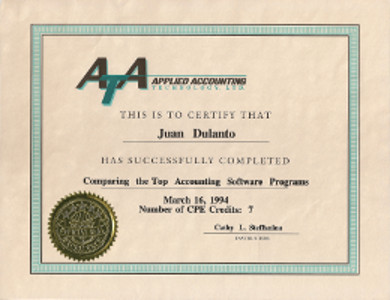 ATA APPLIED ACCOUNTING
TECHNOLOGY, LTD.
THIS IS TO CERTIFY THAT
Juan Dulanto
HAS SUCCESSFULLY COMPLETED
Comparing the Top Accounting Software Programs
March 16, 1994
Number of CPE Credits: 7
Cathy L.